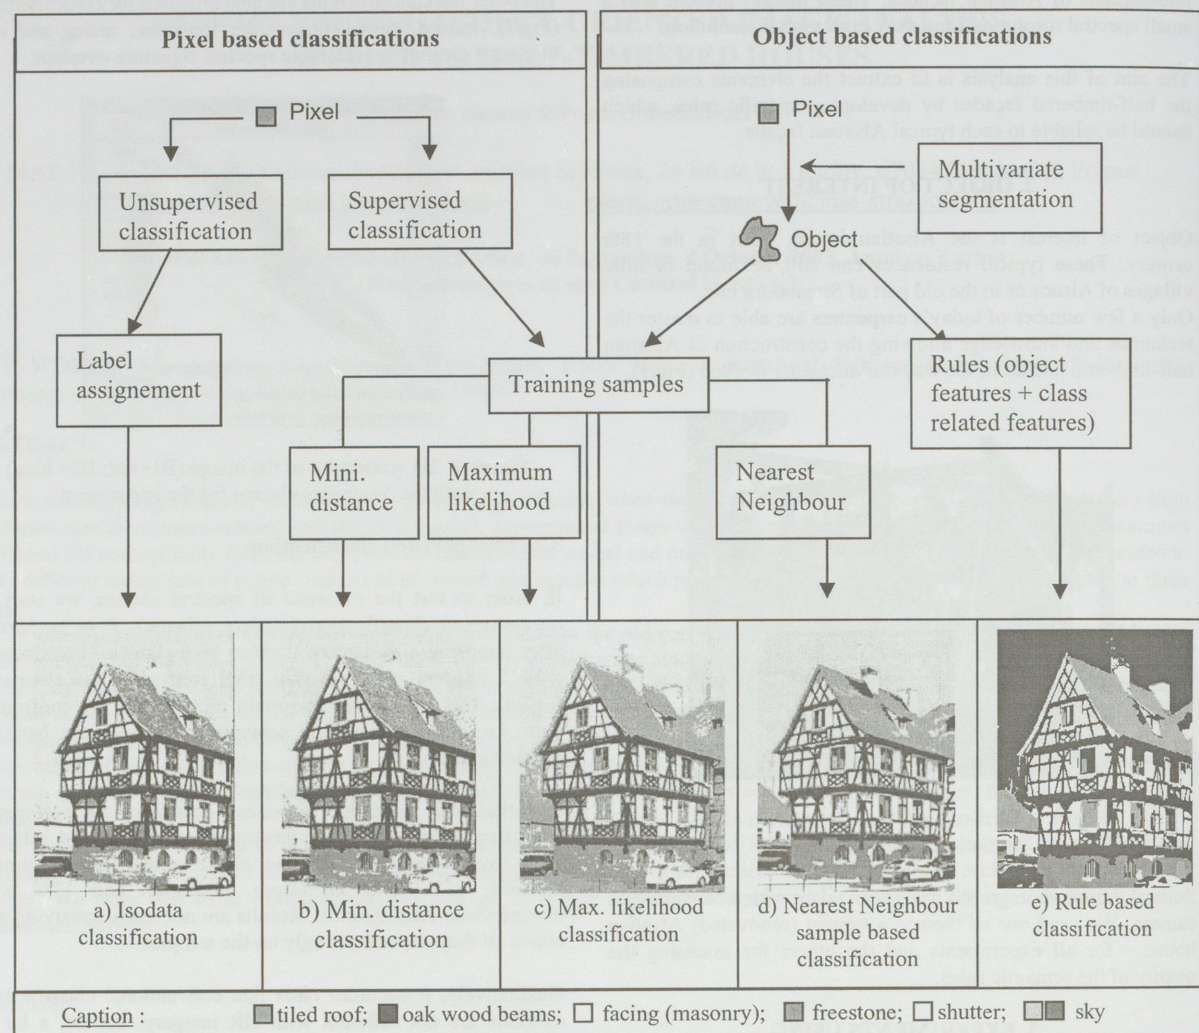 Pixel based classifications
Object based classifications
Pixel
Pixel
Unsupervised
classification
Supervised
classification
Multivariate
segmentation
Object
Label
assignement
Training samples
Rules (object
features + class
related features)
Mini.
distance
Maximum
likelihood
Nearest
Neighbour
a) Isodata
classification
b) Min. distance
classification
c) Max. likelihood
classification
d) Nearest Neighbour
sample based
classification
e) Rule based
classification
Caption : tiled roof; oak wood beams; facing (masonry); freestone; shutter; sky